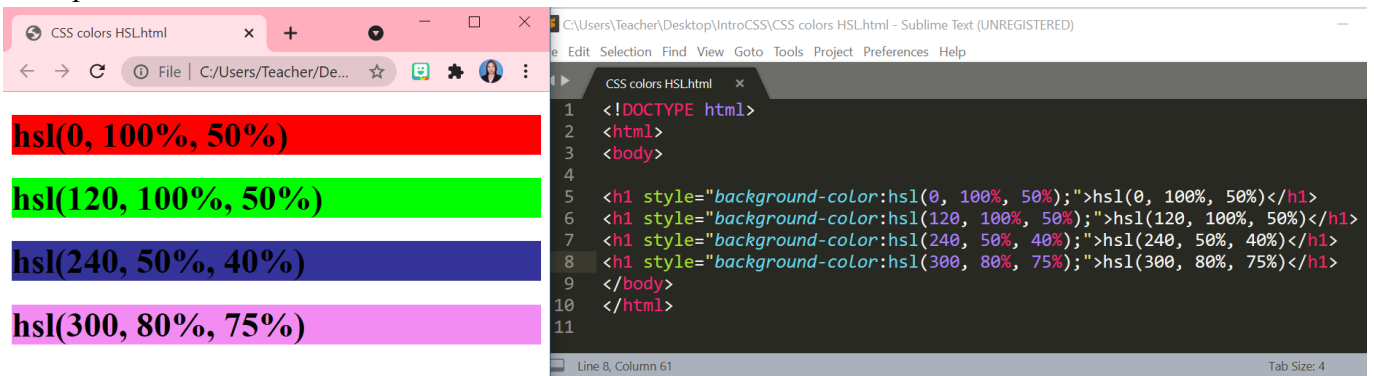 CSS colors HSL.html
File | C:/Users/Teacher/De...
hsl(0, 100%, 50%)
hsl(120, 100%, 50%)
hsl(240, 50%, 40%)
hsl(300, 80%, 75%)
C:\Users\Teacher\Desktop\IntroCSS\CSS colors HSL.html - Sublime Text (UNREGISTERED)
Edit Selection Find View Goto Tools Project Preferences Help
CSS colors HSL.html
1 <!DOCTYPE html>
2 <html>
3 <body>
4
5 <h1 style="background-color:hsl(0, 100%, 50%);">hsl(0, 100%, 50%)</h1>
6 <h1 style="background-color:hsl(120, 100%, 50%);">hsl(120, 100%, 50%)</h1>
7 <h1 style="background-color:hsl(240, 50%, 40%);">hsl(240, 50%, 40%)</h1>
8 <h1 style="background-color:hsl(300, 80%, 75%);">hsl(300, 80%, 75%)</h1>
9 </body>
10 </html>
11
Line 8, Column 61
Tab Size: 4